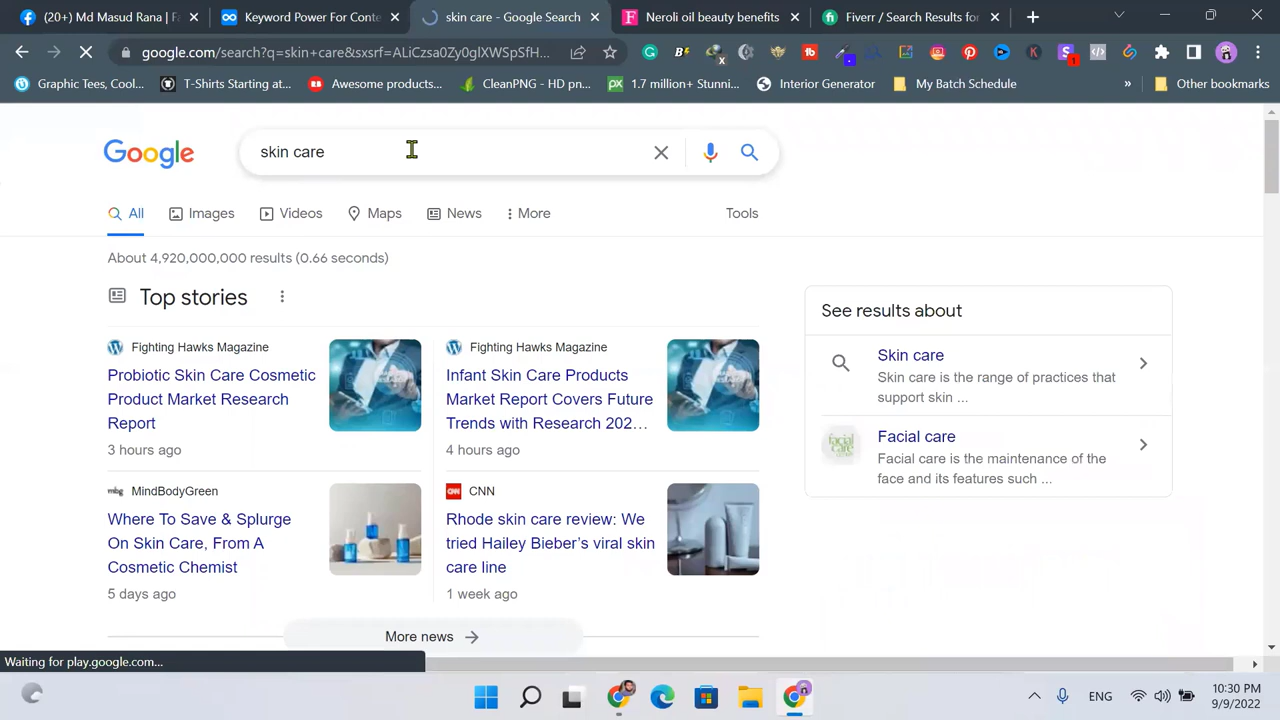 (20+) Md Masud Rana | Fa
Keyword Power For Conte
skin care - Google Search
Neroli oil beauty benefits
Fiverr / Search Results for
google.com/search?q=skin+care&sxsrf=ALiCzsa0Zy0glXWSpSfH...
Graphic Tees, Cool...
T-Shirts Starting at...
Awesome products...
CleanPNG - HD pn...
1.7 million+ Stunni...
Interior Generator
My Batch Schedule
»
Other bookmarks
Google
skin care
All
Images
Videos
Maps
News
More
Tools
About 4,920,000,000 results (0.66 seconds)
Top stories
Fighting Hawks Magazine
Probiotic Skin Care Cosmetic
Product Market Research
Report
3 hours ago
Fighting Hawks Magazine
Infant Skin Care Products
Market Report Covers Future
Trends with Research 202...
4 hours ago
MindBodyGreen
Where To Save & Splurge
On Skin Care, From A
Cosmetic Chemist
5 days ago
CNN
Rhode skin care review: We
tried Hailey Bieber's viral skin
care line
1 week ago
More news
See results about
Skin care
Skin care is the range of practices that
support skin ...
Facial care
Facial care is the maintenance of the
face and its features such ...
Waiting for play.google.com...
ENG
10:30 PM
9/9/2022